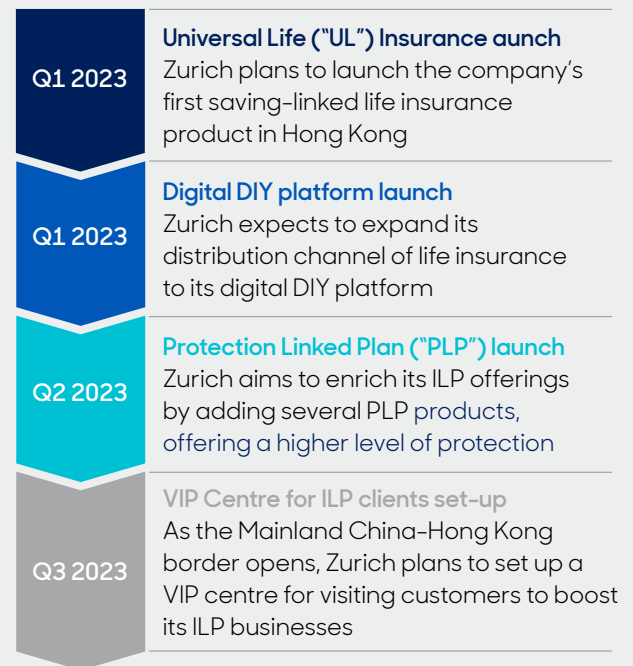 Q1 2023
Universal Life ("UL") Insurance aunch
Zurich plans to launch the company's
first saving-linked life insurance
product in Hong Kong
Q1 2023
Digital DIY platform launch
Zurich expects to expand its
distribution channel of life insurance
to its digital DIY platform
Q2 2023
Protection Linked Plan ("PLP") launch
Zurich aims to enrich its ILP offerings
by adding several PLP products,
offering a higher level of protection
Q3 2023
VIP Centre for ILP clients set-up
As the Mainland China-Hong Kong
border opens, Zurich plans to set up a
VIP centre for visiting customers to boost
its ILP businesses